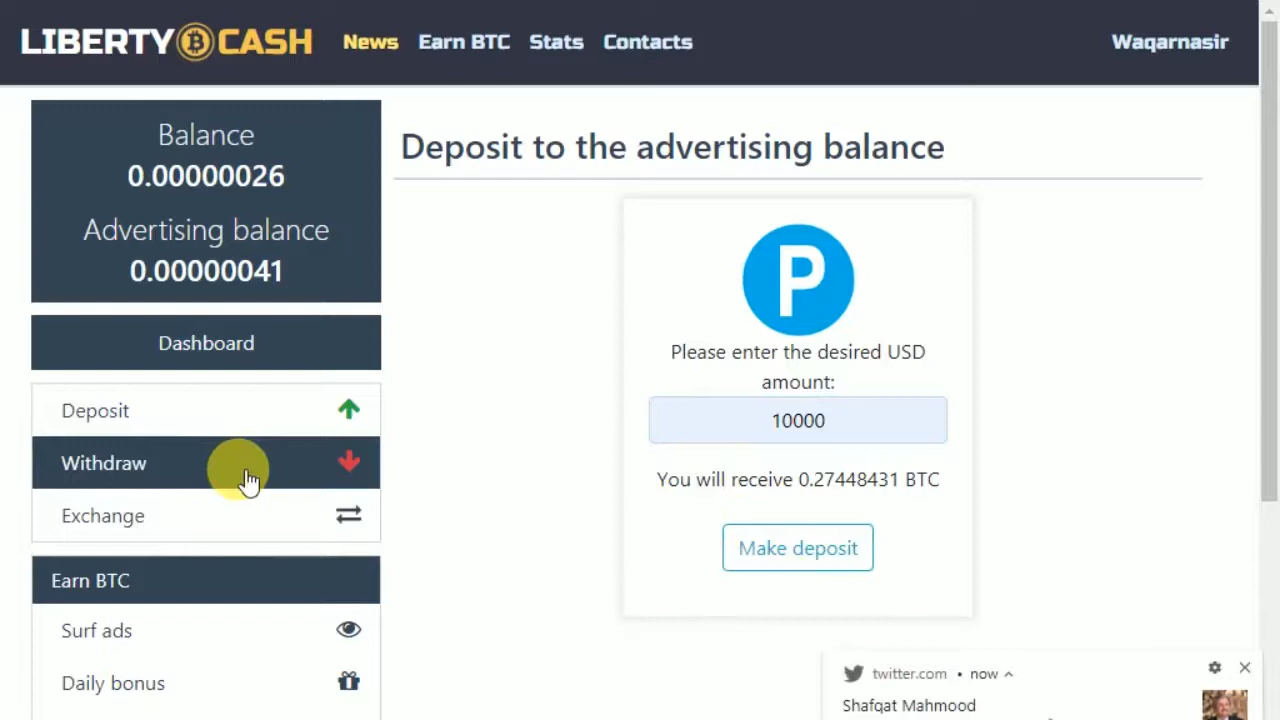 LIBERTY CASH
News
Earn BTC
Stats
Contacts
Waqarnasir
Balance
0.00000026
Advertising balance
0.00000041
Dashboard
Deposit
Withdraw
Exchange
Earn BTC
Surf ads
Daily bonus
Deposit to the advertising balance
P
Please enter the desired USD
amount:
10000
You will receive 0.27448431 BTC
Make deposit
twitter.com • now
Shafqat Mahmood